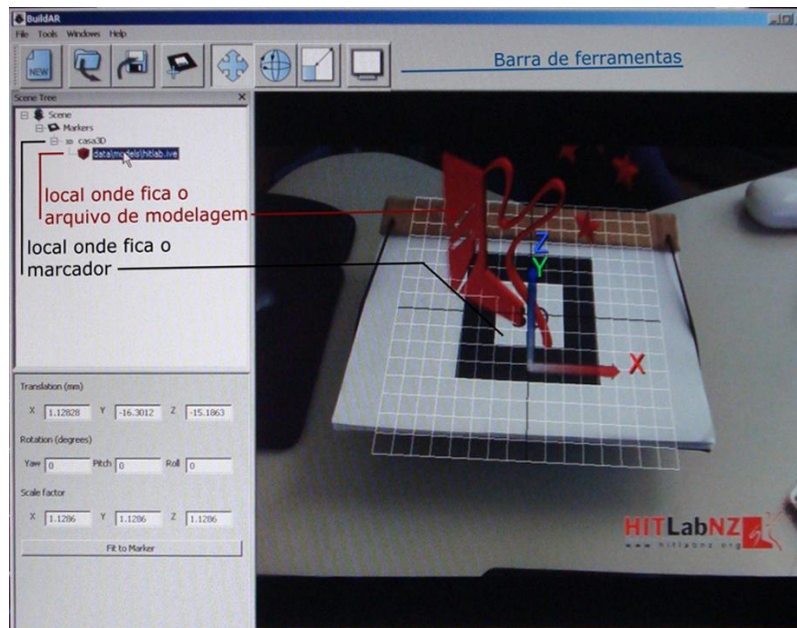 BuildAR
File Tools Windows Help
NEW
Barra de ferramentas
Scene Tree
Scene
Markers
casa3D
data\models\hitlab.ive
local onde fica o
arquivo de modelagem
local onde fica o
marcador
Z
Y
X
Translation (mm)
X 1.12828 Y -16.3012 Z -15.1863
Rotation (degrees)
Yaw 0 Pitch 0 Roll 0
Scale factor
X 1.1286 Y 1.1286 Z 1.1286
Fit to Marker
HITLabNZ
www.hitlabnz.org